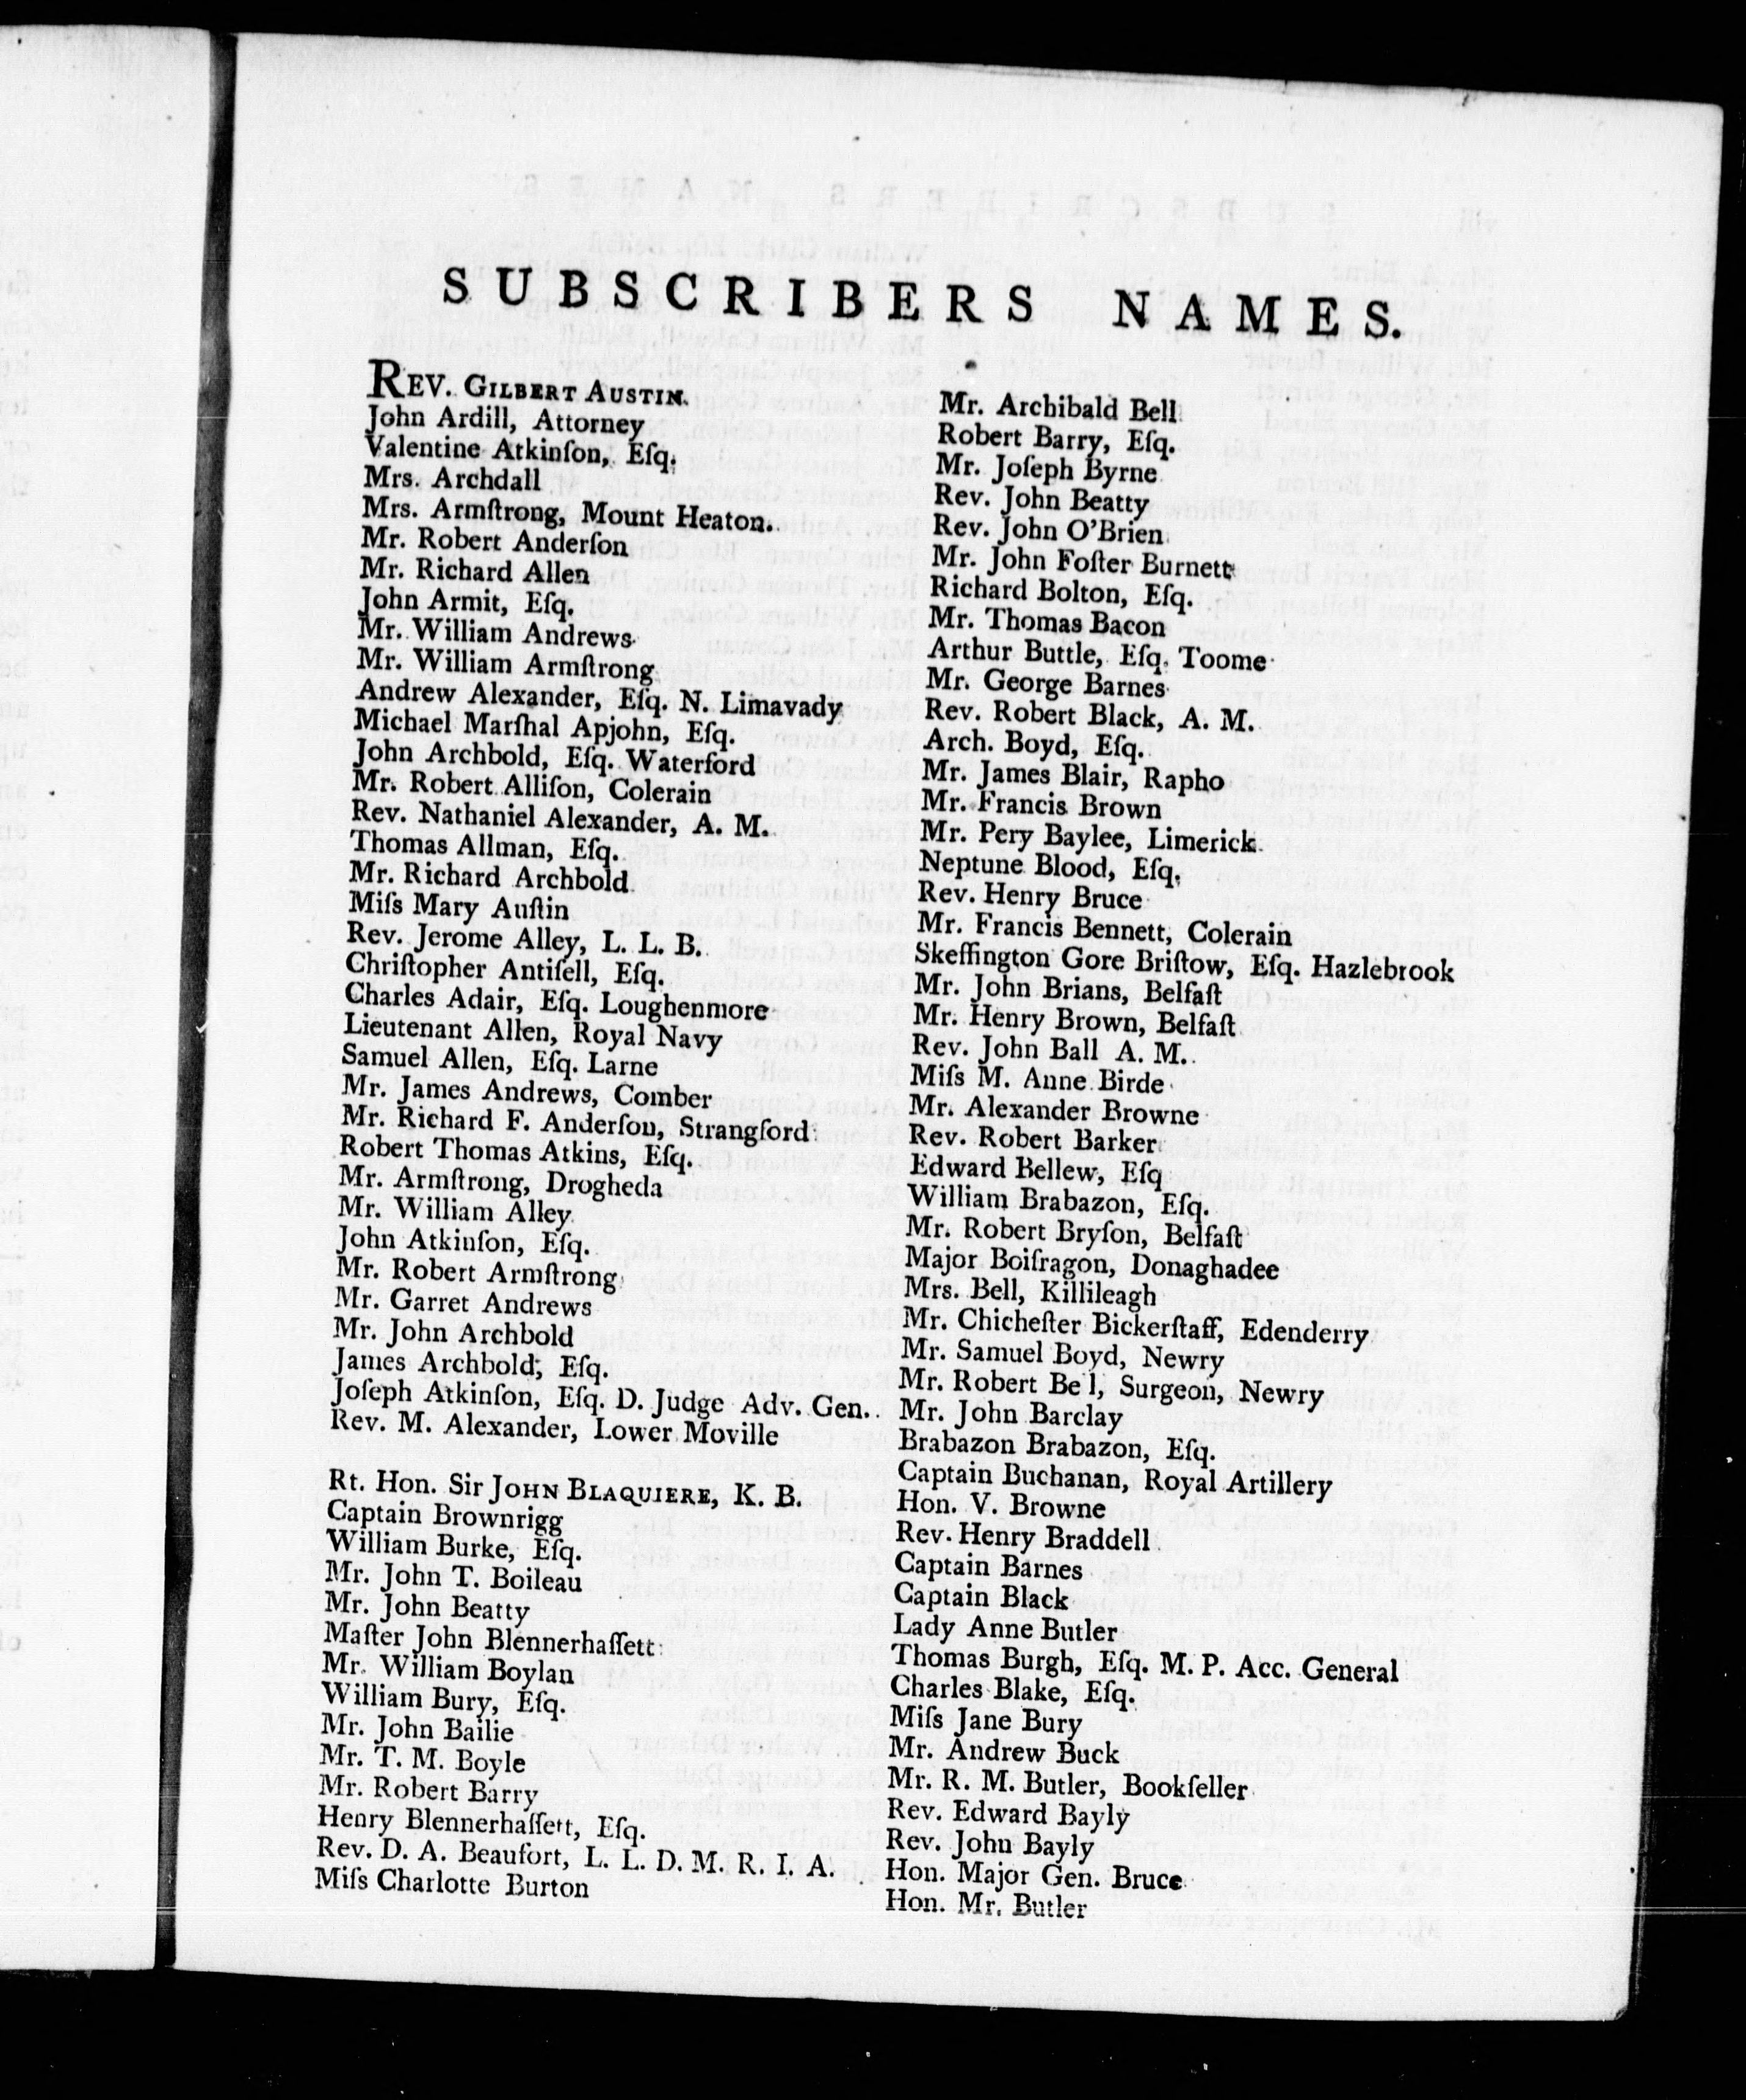 SUBSCRIBERS NAMES.
REV. GILBERT AUSTIN.
John Ardill, Attorney
Valentine Atkinſon, Eſq.
Mrs. Archdall
Mrs. Armſtrong, Mount Heaton.
Mr. Robert Anderſon
Mr. Richard Allen
John Armit, Eſq.
Mr. William Andrews
Mr. William Armſtrong
Andrew Alexander, Eſq. N. Limavady
Michael Marſhal Apjohn, Eſq.
John Archbold, Eſq. Waterford
Mr. Robert Alliſon, Colerain
Rev. Nathaniel Alexander, A. M.
Thomas Allman, Eſq.
Mr. Richard Archbold
Miſs Mary Auſtin
Rev. Jerome Alley, L. L. B.
Chriſtopher Antiſell, Eſq.
Charles Adair, Eſq. Loughenmore
Lieutenant Allen, Royal Navy
Samuel Allen, Eſq. Larne
Mr. James Andrews, Comber
Mr. Richard F. Anderſon, Strangford
Robert Thomas Atkins, Eſq.
Mr. Armſtrong, Drogheda
Mr. William Alley
John Atkinſon, Eſq.
Mr. Robert Armſtrong
Mr. Garret Andrews
Mr. John Archbold
James Archbold, Eſq.
Joſeph Atkinſon, Eſq. D. Judge Adv. Gen.
Rev. M. Alexander, Lower Moville
Rt. Hon. Sir JOHN BLAQUIERE, K. B.
Captain Brownrigg
William Burke, Eſq.
Mr. John T. Boileau
Mr. John Beatty
Maſter John Blennerhaſſett
Mr. William Boylan
William Bury, Eſq.
Mr. John Bailie
Mr. T. M. Boyle
Mr. Robert Barry
Henry Blennerhaſſett, Eſq.
Rev. D. A. Beaufort, L. L. D. M. R. I. A.
Miſs Charlotte Burton
Mr. Archibald Bell
Robert Barry, Eſq.
Mr. Joſeph Byrne
Rev. John Beatty
Rev. John O'Brien
Mr. John Foſter Burnett
Richard Bolton, Eſq.
Mr. Thomas Bacon
Arthur Buttle, Eſq. Toome
Mr. George Barnes
Rev. Robert Black, A. M.
Arch. Boyd, Eſq.
Mr. James Blair, Rapho
Mr. Francis Brown
Mr. Pery Baylee, Limerick
Neptune Blood, Eſq.
Rev. Henry Bruce
Mr. Francis Bennett, Colerain
Skeffington Gore Briſtow, Eſq. Hazlebrook
Mr. John Brians, Belfaſt
Mr. Henry Brown, Belfaſt
Rev. John Ball A. M.
Miſs M. Anne Birde
Mr. Alexander Browne
Rev. Robert Barker
Edward Bellew, Eſq
William Brabazon, Eſq.
Mr. Robert Bryſon, Belfaſt
Major Boiſragon, Donaghadee
Mrs. Bell, Killileagh
Mr. Chicheſter Bickerſtaff, Edenderry
Mr. Samuel Boyd, Newry
Mr. Robert Be l, Surgeon, Newry
Mr. John Barclay
Brabazon Brabazon, Eſq.
Captain Buchanan, Royal Artillery
Hon. V. Browne
Rev. Henry Braddell
Captain Barnes
Captain Black
Lady Anne Butler
Thomas Burgh, Eſq. M. P. Acc. General
Charles Blake, Eſq.
Miſs Jane Bury
Mr. Andrew Buck
Mr. R. M. Butler, Bookſeller
Rev. Edward Bayly
Rev. John Bayly
Hon. Major Gen. Bruce
Hon. Mr. Butler